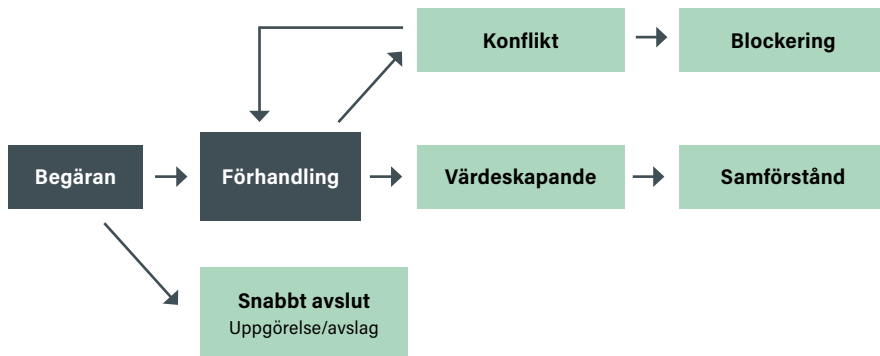 Konflikt
Blockering
Begäran
Förhandling
Värdeskapande
Samförstånd
Snabbt avslut
Uppgörelse/avslag